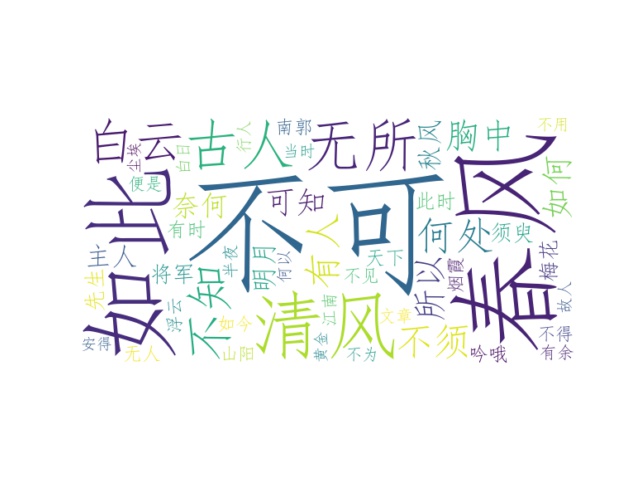 白云
古人
白日
行人
南郭
当时
无所
秋风
胸中
不用
尘埃
便是
奈何
可知
此时
如何
如此
有时
不可
春风
何处
须臾
主人
有人
天下
先生
将军
半夜
明月
何以
不见
烟霞
梅花
不知
所以
故人
浮云
如今
清风
江南
文章
不须
安得
无人
山阳
黄金
不为
吟哦
不得
有余